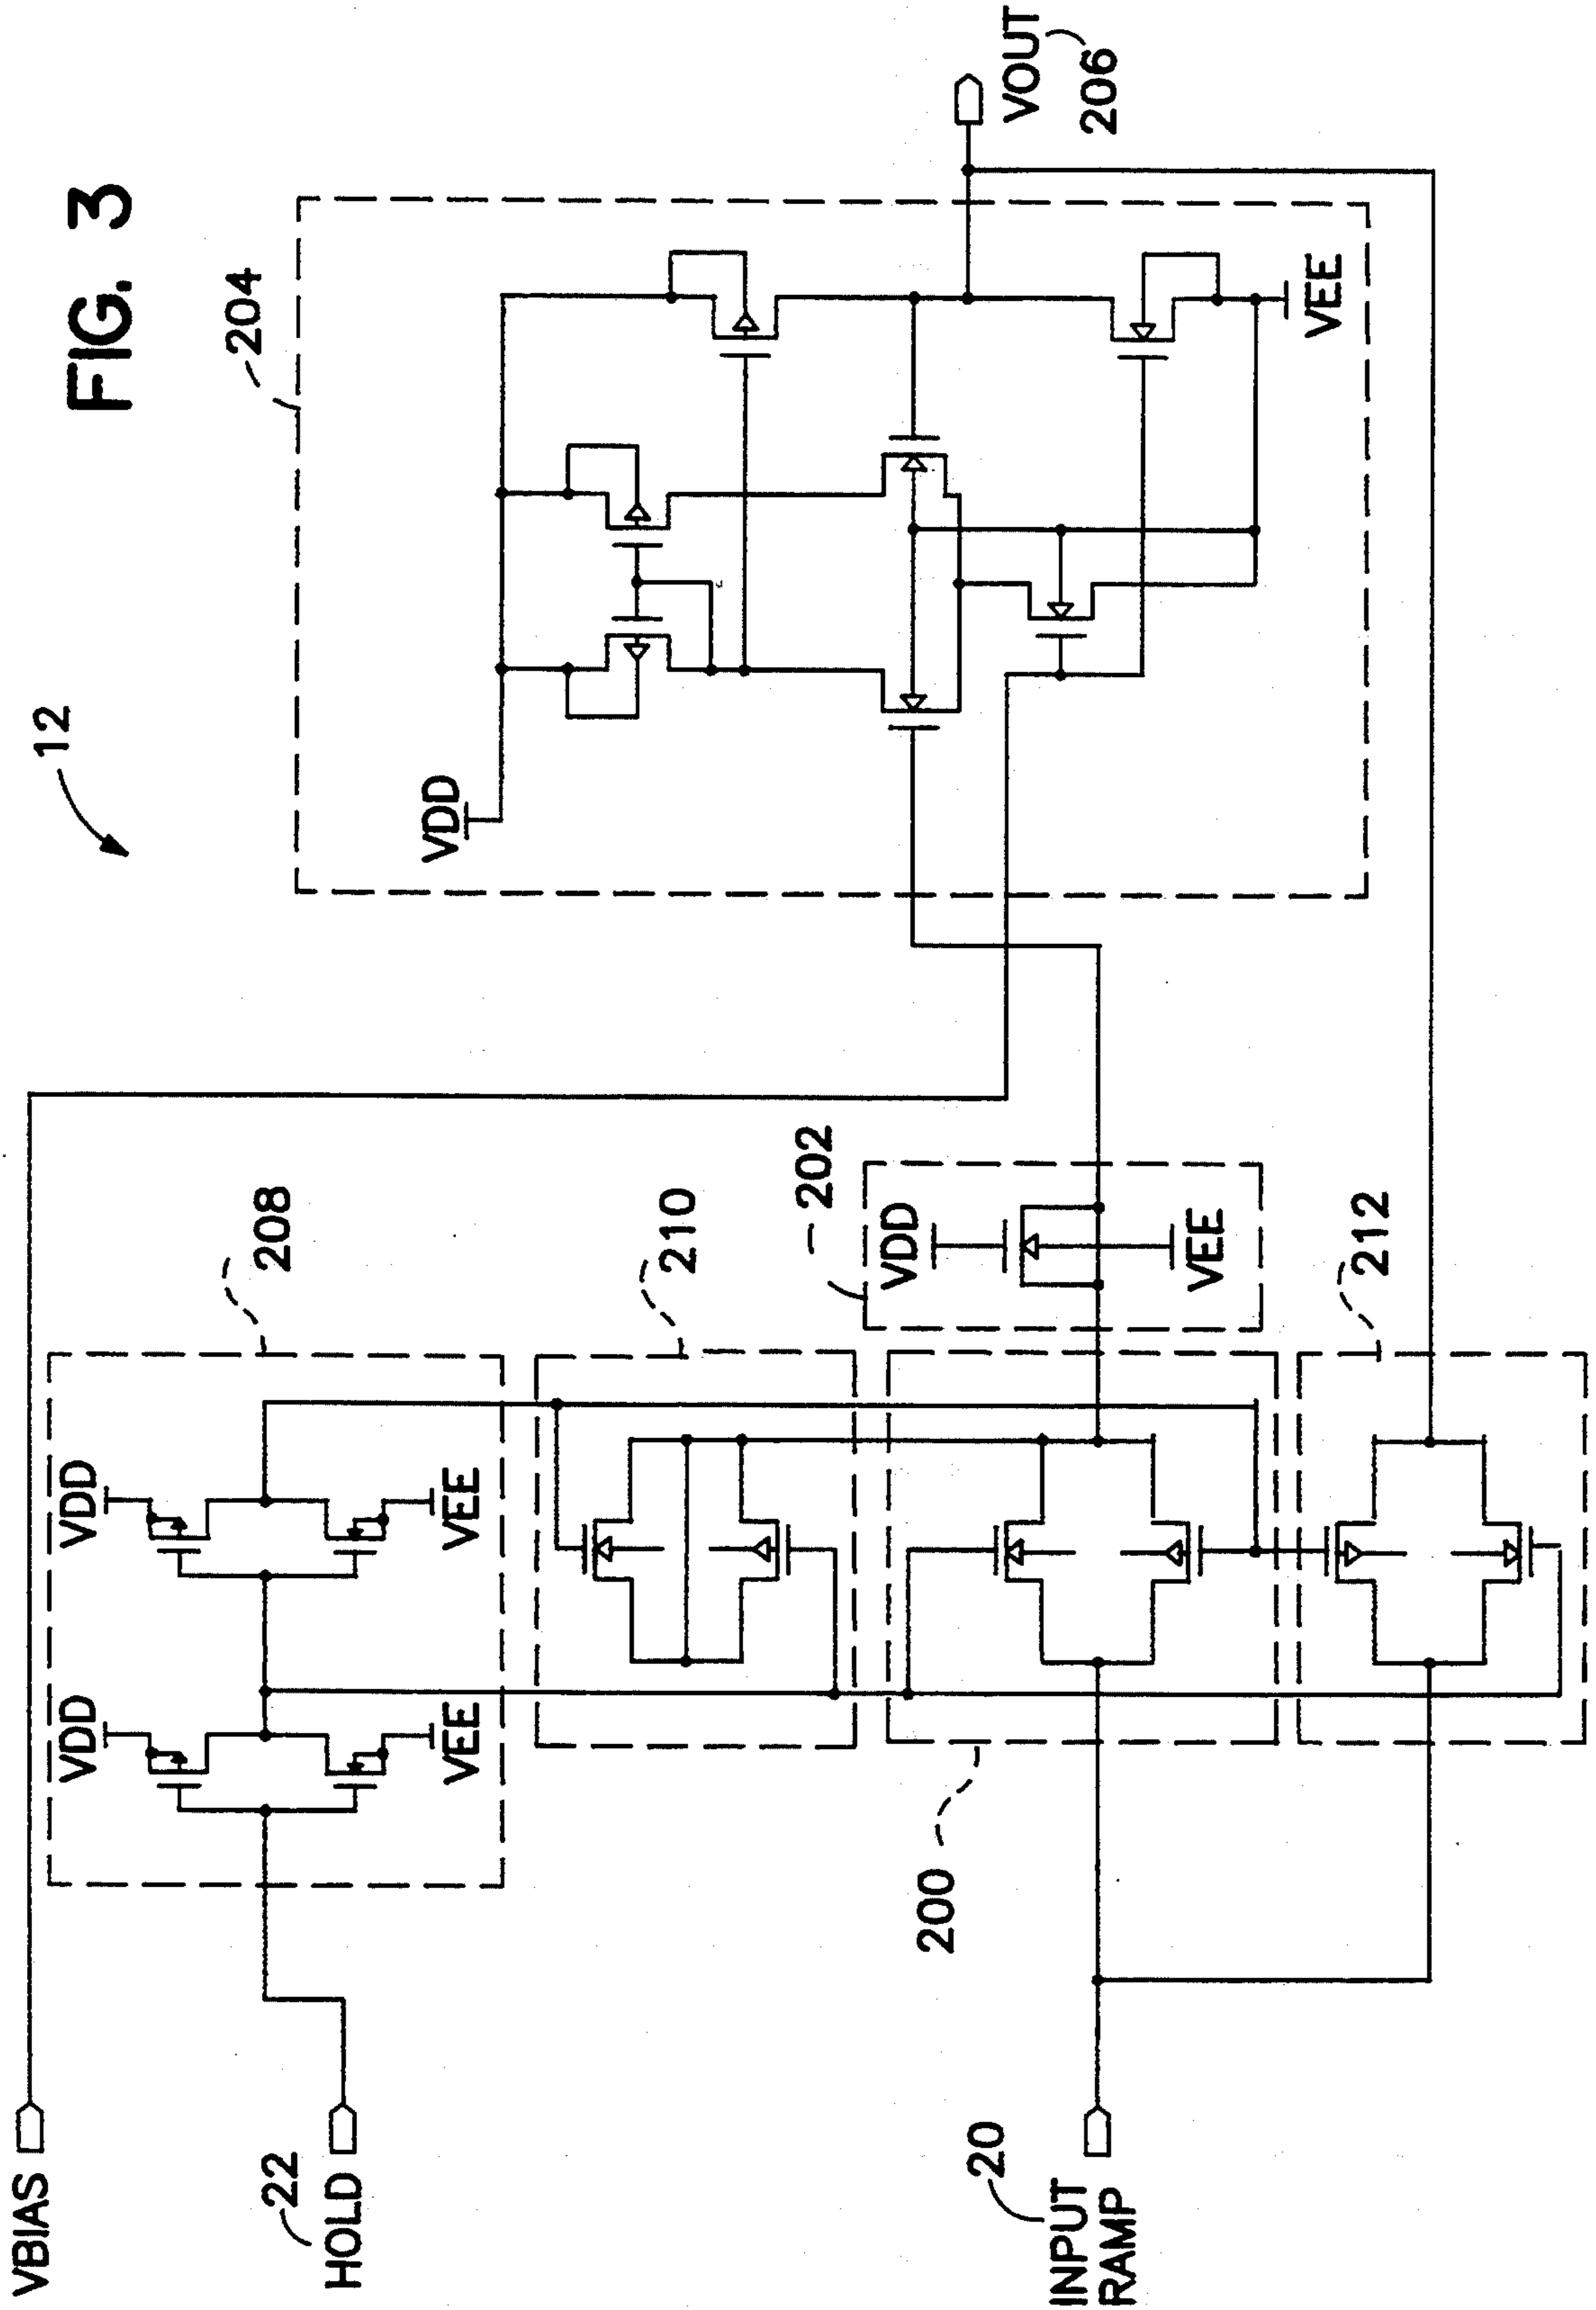 FIG. 3
12
VBIAS
22
HOLD
208
VDD
VDD
VEE
VEE
210
204
VDD
VEE
202
VDD
VEE
VOUT
206
200
20
INPUT
RAMP
212